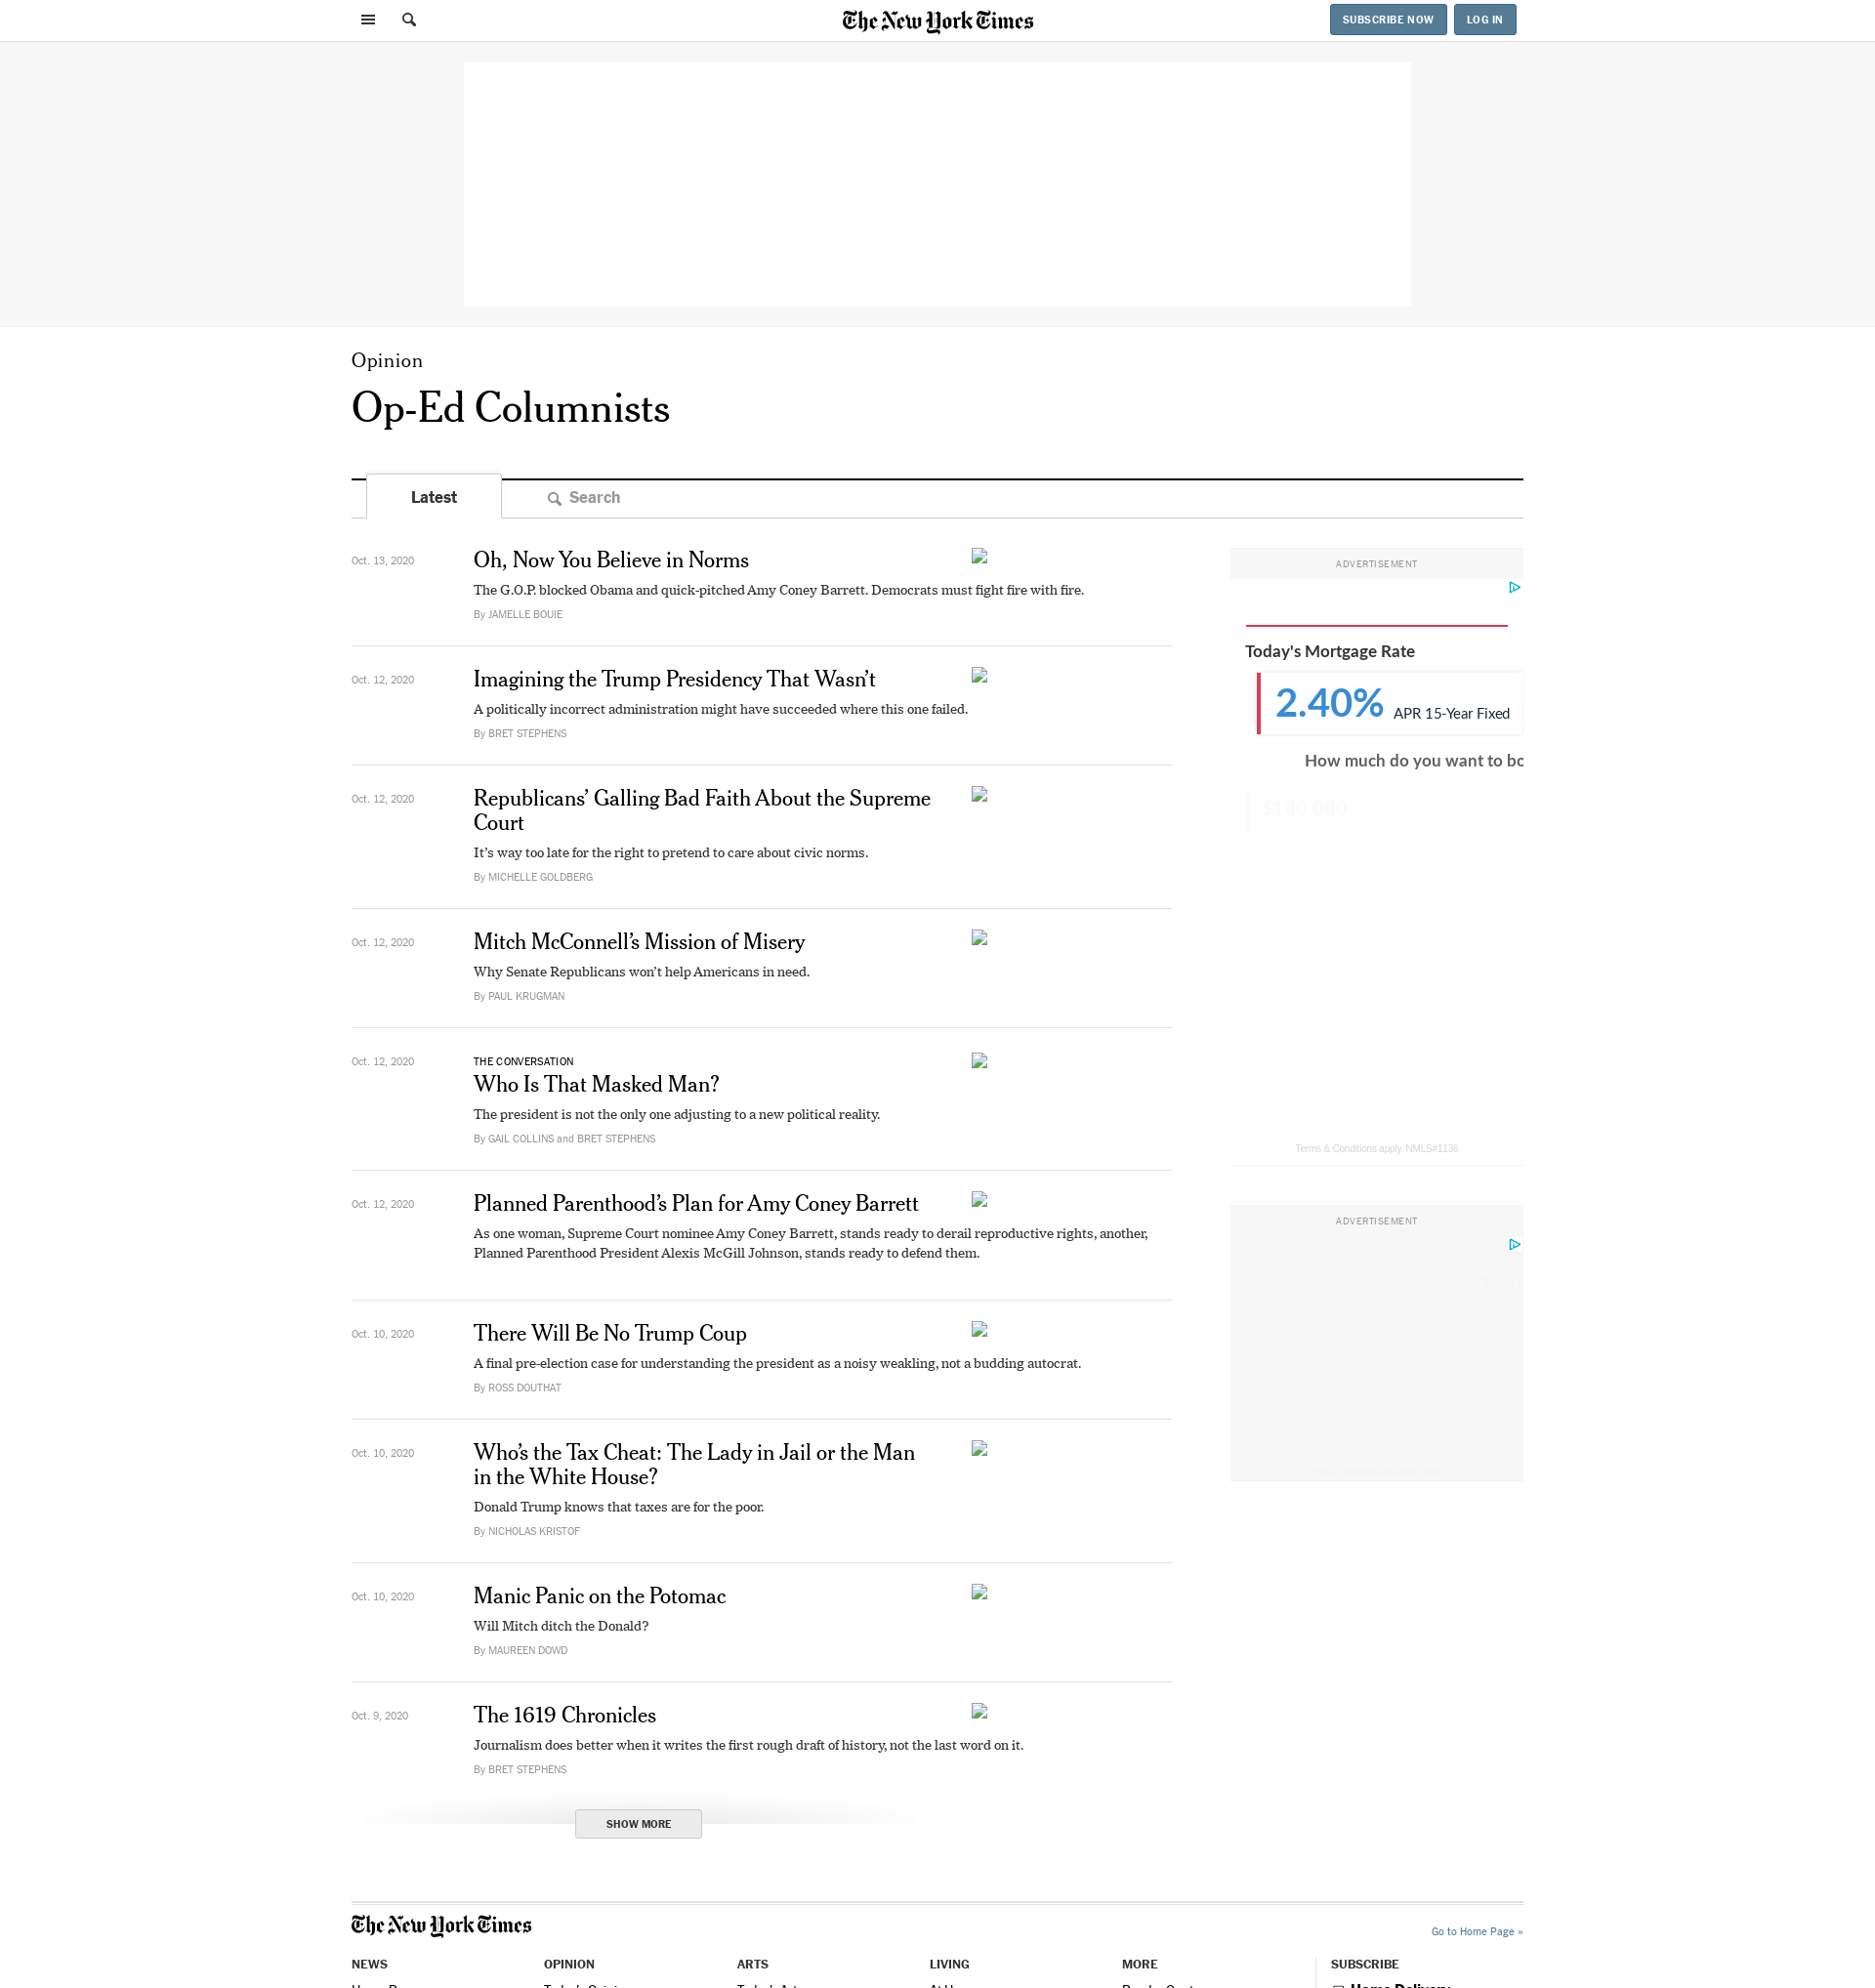 The New York Times
SUBSCRIBE NOW
LOG IN
Opinion
Op-Ed Columnists
Latest
Search
Oct. 13, 2020
Oh, Now You Believe in Norms
The G.O.P. blocked Obama and quick-pitched Amy Coney Barrett. Democrats must fight fire with fire.
By JAMELLE BOUIE
Oct. 12, 2020
Imagining the Trump Presidency That Wasn’t
A politically incorrect administration might have succeeded where this one failed.
By BRET STEPHENS
Oct. 12, 2020
Republicans’ Galling Bad Faith About the Supreme
Court
It’s way too late for the right to pretend to care about civic norms.
By MICHELLE GOLDBERG
Oct. 12, 2020
Mitch McConnell’s Mission of Misery
Why Senate Republicans won’t help Americans in need.
By PAUL KRUGMAN
Oct. 12, 2020
THE CONVERSATION
Who Is That Masked Man?
The president is not the only one adjusting to a new political reality.
By GAIL COLLINS and BRET STEPHENS
Oct. 12, 2020
Planned Parenthood’s Plan for Amy Coney Barrett
As one woman, Supreme Court nominee Amy Coney Barrett, stands ready to derail reproductive rights, another,
Planned Parenthood President Alexis McGill Johnson, stands ready to defend them.
Oct. 10, 2020
There Will Be No Trump Coup
A final pre-election case for understanding the president as a noisy weakling, not a budding autocrat.
By ROSS DOUTHAT
Oct. 10, 2020
Who’s the Tax Cheat: The Lady in Jail or the Man
in the White House?
Donald Trump knows that taxes are for the poor.
By NICHOLAS KRISTOF
Oct. 10, 2020
Manic Panic on the Potomac
Will Mitch ditch the Donald?
By MAUREEN DOWD
Oct. 9, 2020
The 1619 Chronicles
Journalism does better when it writes the first rough draft of history, not the last word on it.
By BRET STEPHENS
SHOW MORE
ADVERTISEMENT
Today's Mortgage Rate
2.40% APR 15-Year Fixed
How much do you want to bo
$100,000
Terms & Conditions apply. NMLS#1136
ADVERTISEMENT
The New York Times
Go to Home Page »
NEWS
OPINION
ARTS
LIVING
MORE
SUBSCRIBE
Home Delivery